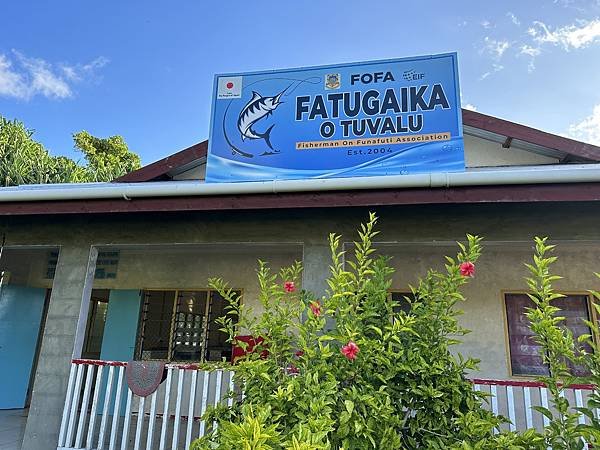 FOFA
EIF
FATUGAIKA
O TUVALU
Fisherman On Funafuti Association
Est.2004